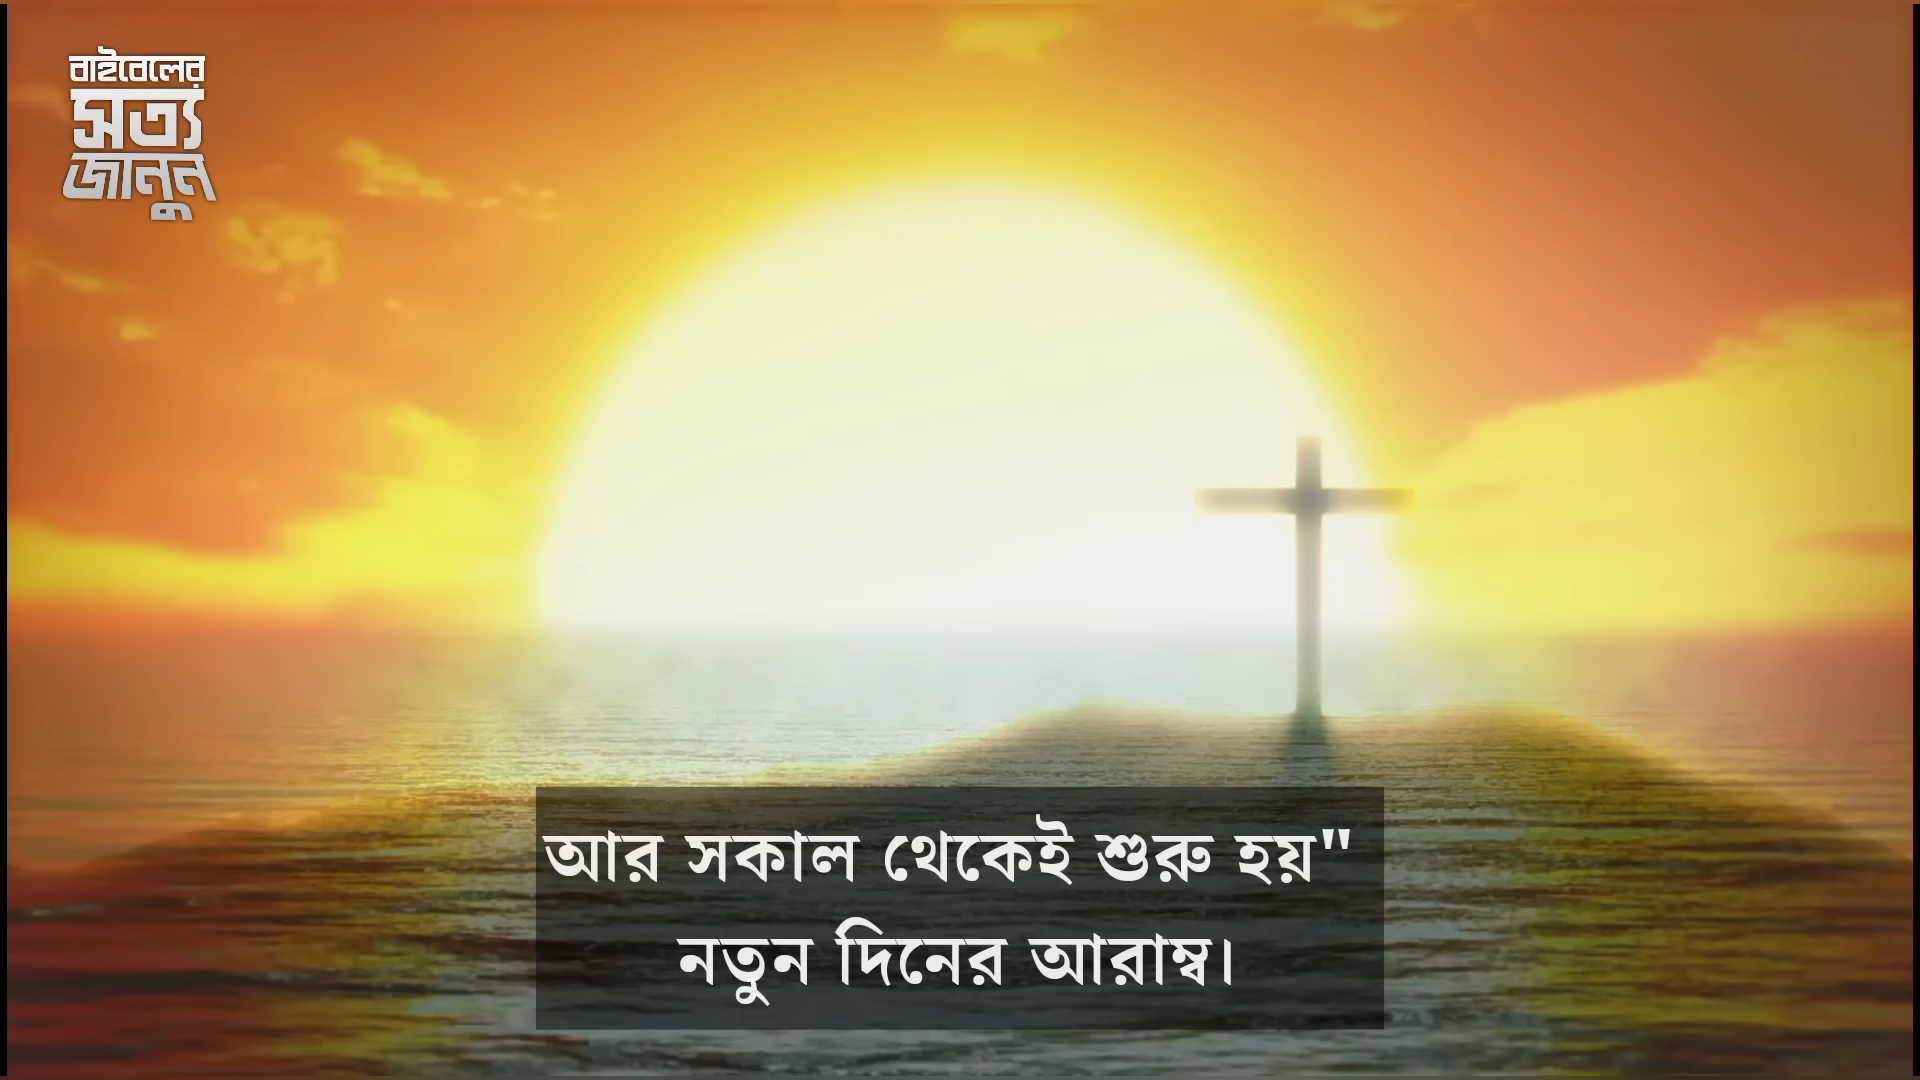 বাইবেলের
সত্য
জানুন
আর সকাল থেকেই শুরু হয়"
নতুন দিনের আরাম্ব।